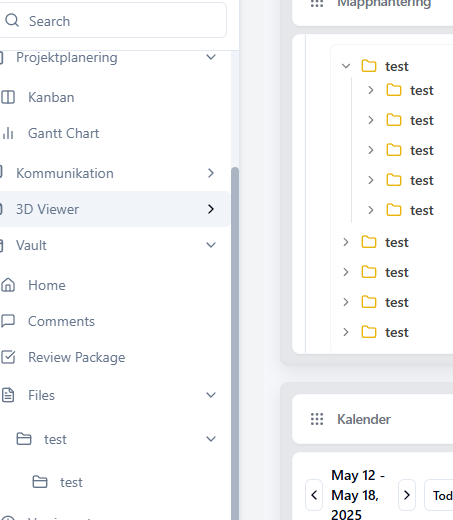 Search
Projektplanering
Kanban
Gantt Chart
Kommunikation
3D Viewer
Vault
Home
Comments
Review Package
Files
test
test
Mapphantering
test
test
test
test
test
test
test
test
test
test
Kalender
May 12 -
May 18,
2025
Tod